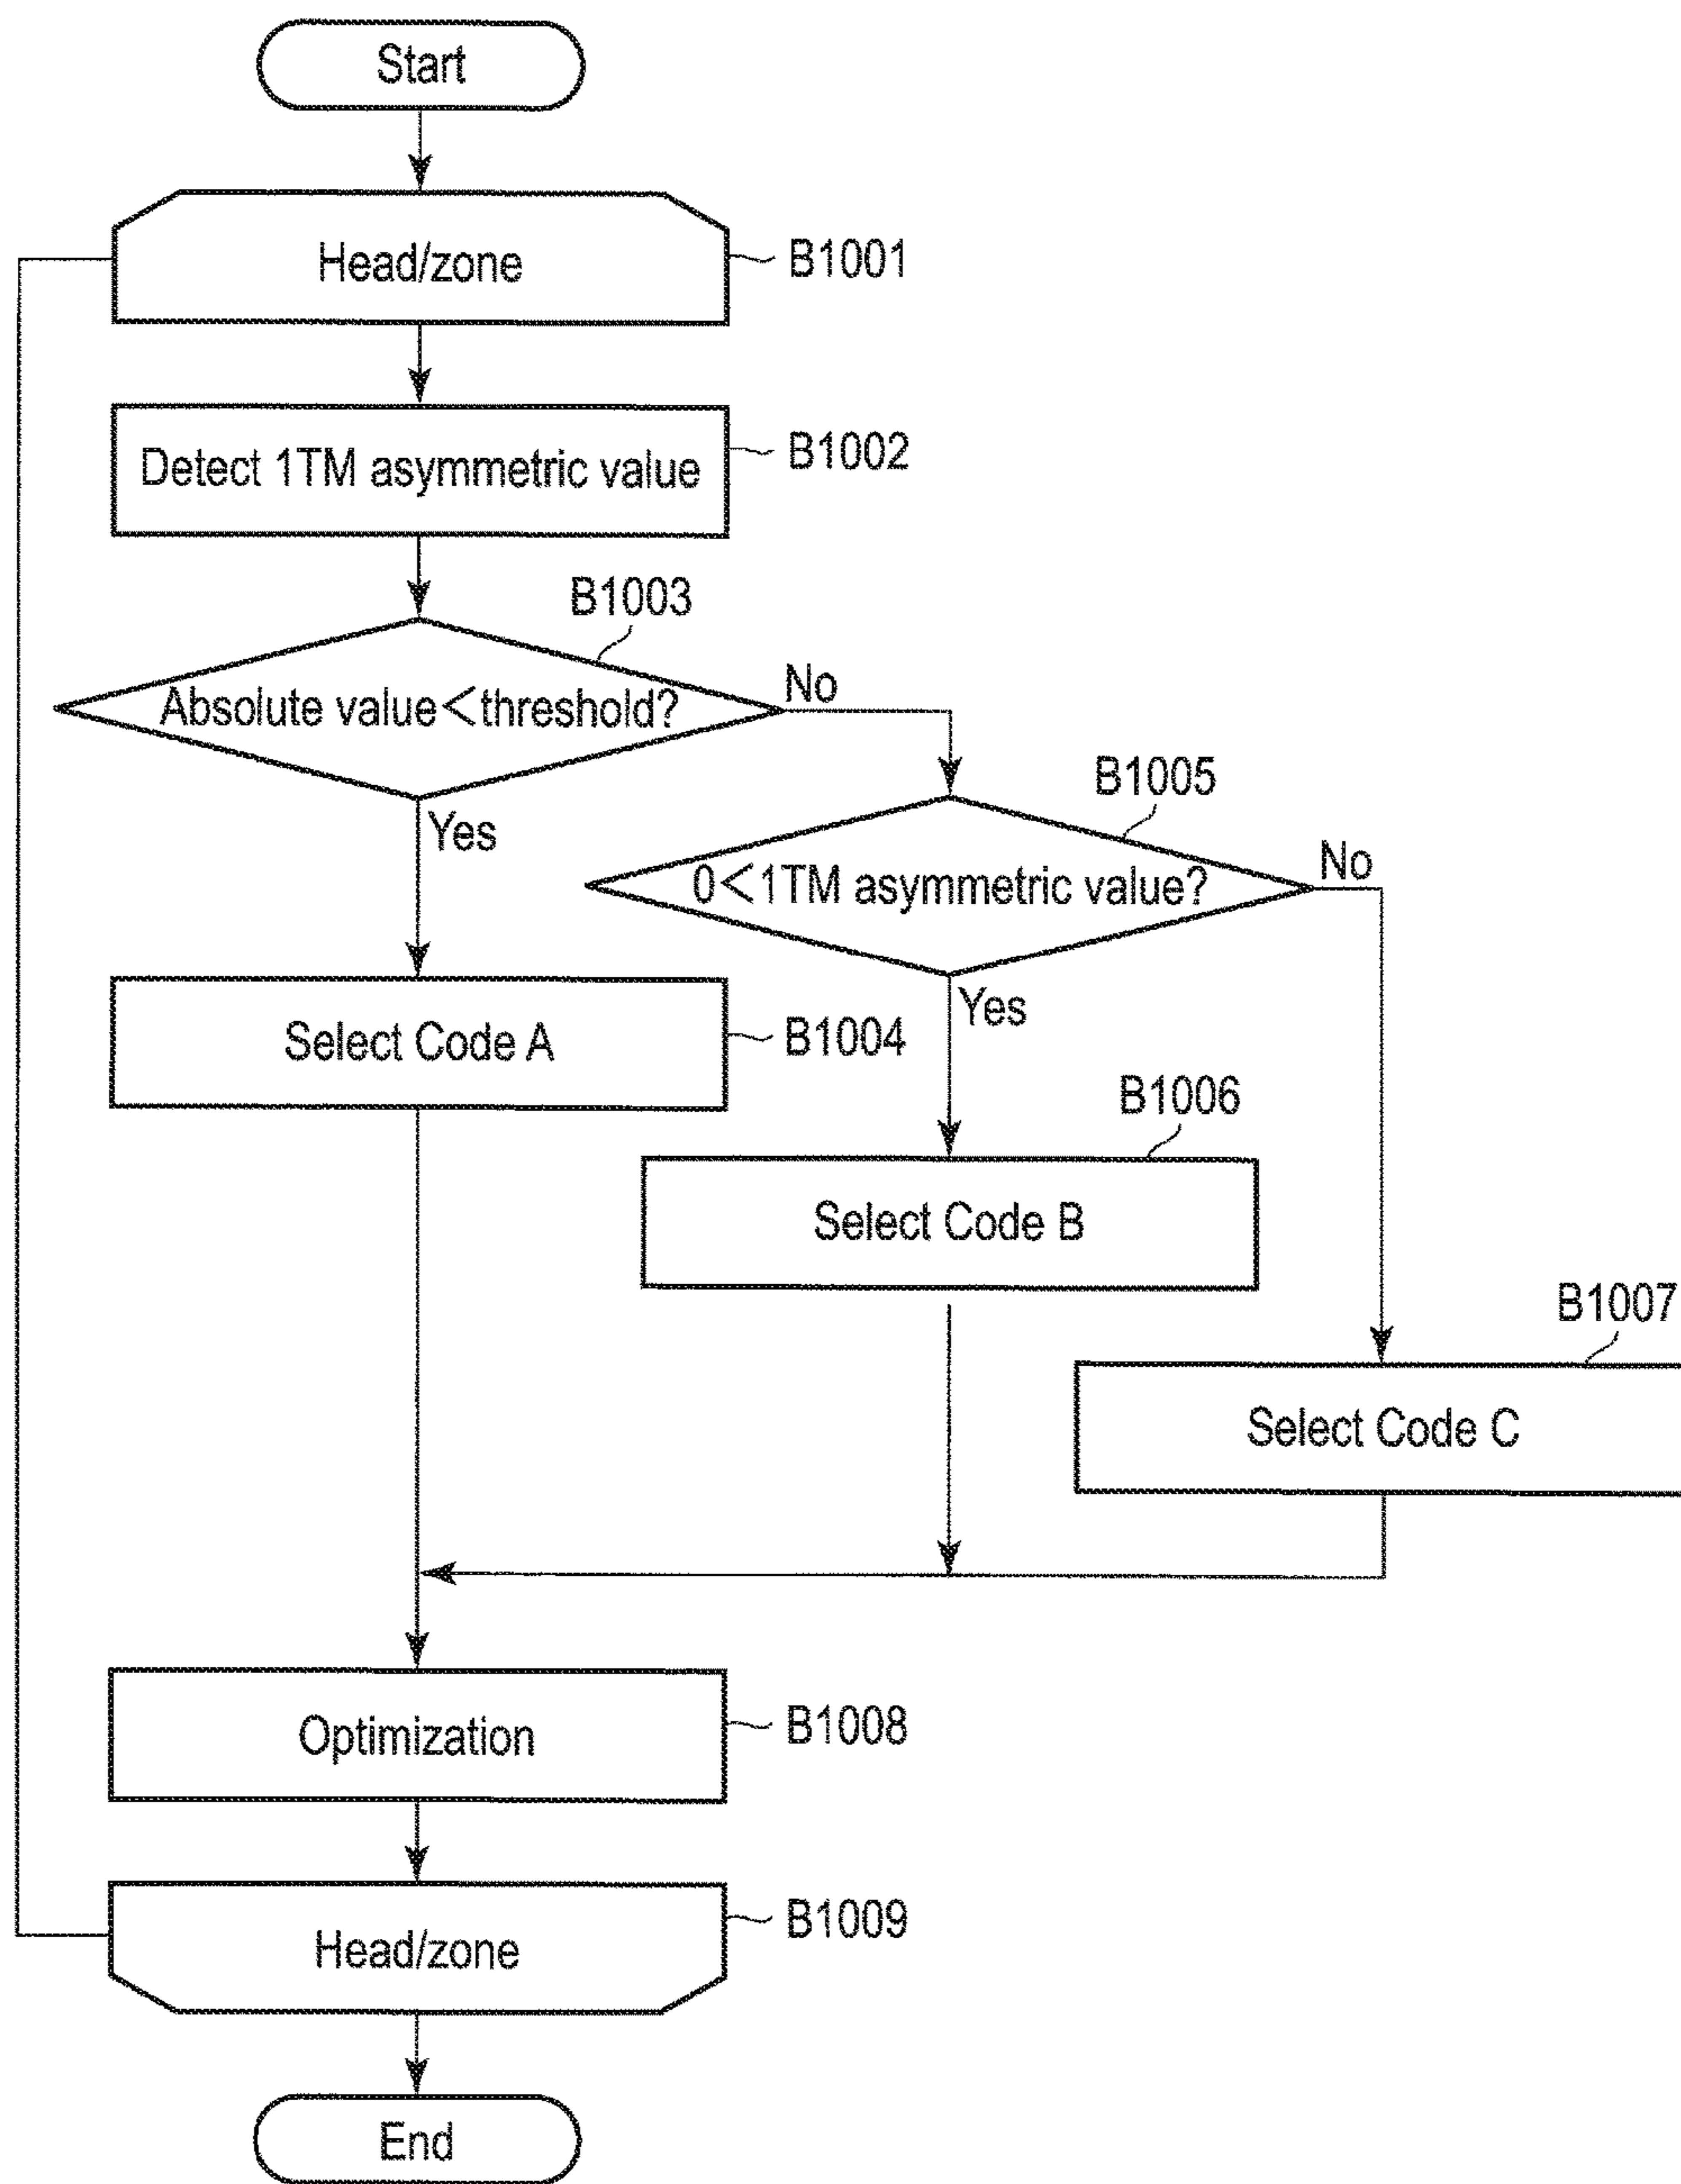 Start
Head/zone
B1001
Detect 1TM asymmetric value
B1002
B1003
Absolute value<threshold?
No
Yes
B1005
0<1TM asymmetric value?
No
Yes
Select Code A
B1004
B1006
Select Code B
B1007
Select Code C
Optimization
B1008
Head/zone
B1009
End